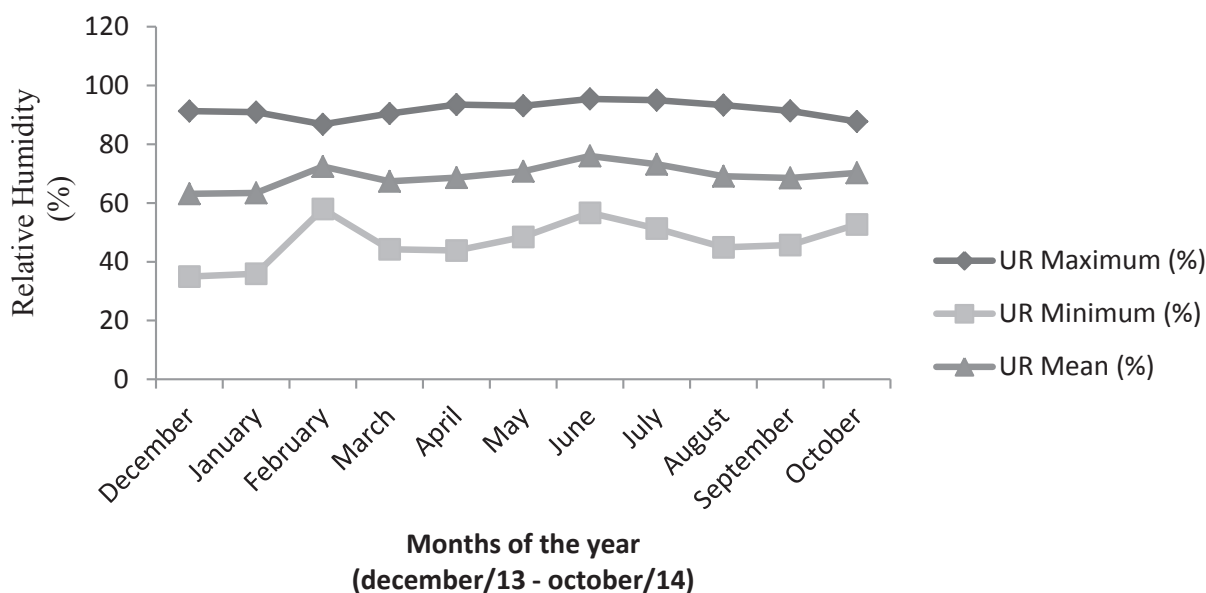 120
100
80
60
40
20
0
Relative Humidity
(%)
December
January
February
March
April
May
June
July
August
September
October
Months of the year
(december/13 - october/14)
UR Maximum (%)
UR Minimum (%)
UR Mean (%)